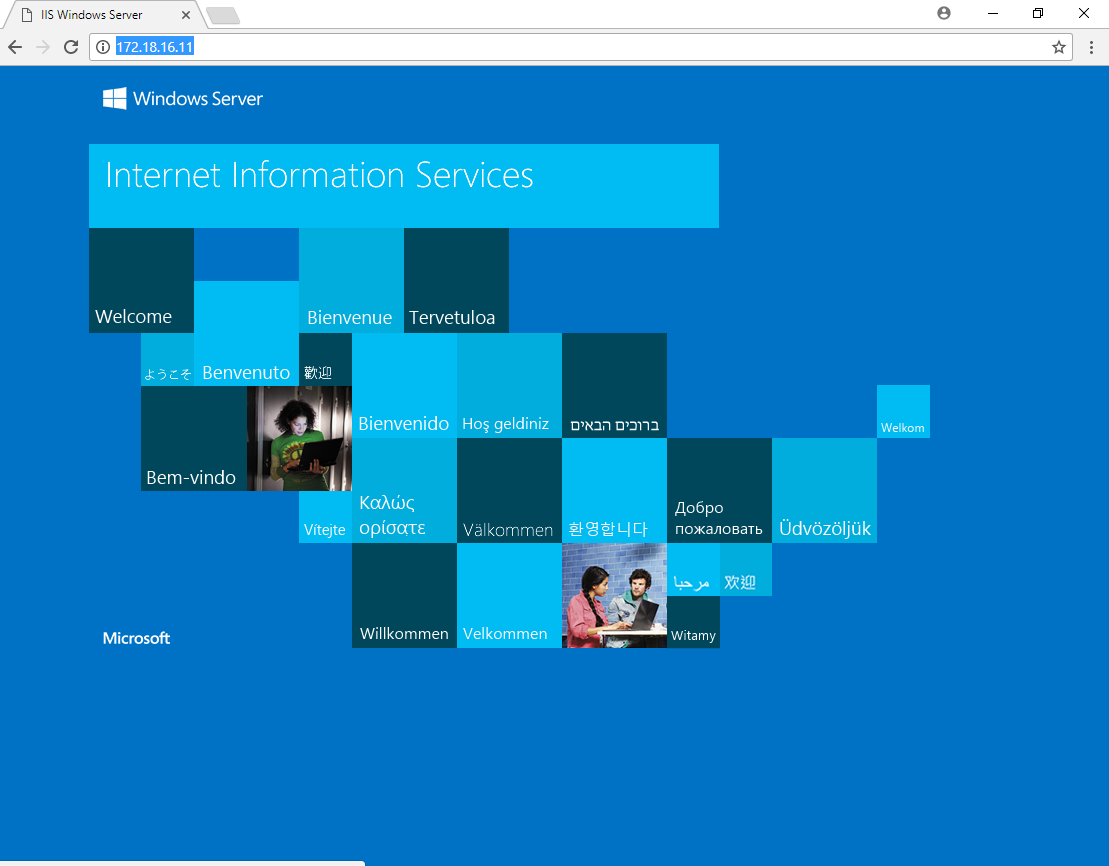 IIS Windows Server
172.18.16.11
Windows Server
Internet Information Services
Welcome
Bienvenue
Tervetuloa
ようこそ
Benvenuto
歡迎
Bienvenido
Hoş geldiniz
ברוכים הבאים
Welkom
Bem-vindo
Vítejte
Καλώς
ορίσατε
Välkommen
환영합니다
Добро
пожаловать
Üdvözöljük
Willkommen
Velkommen
مرحبا
欢迎
Witamy
Microsoft